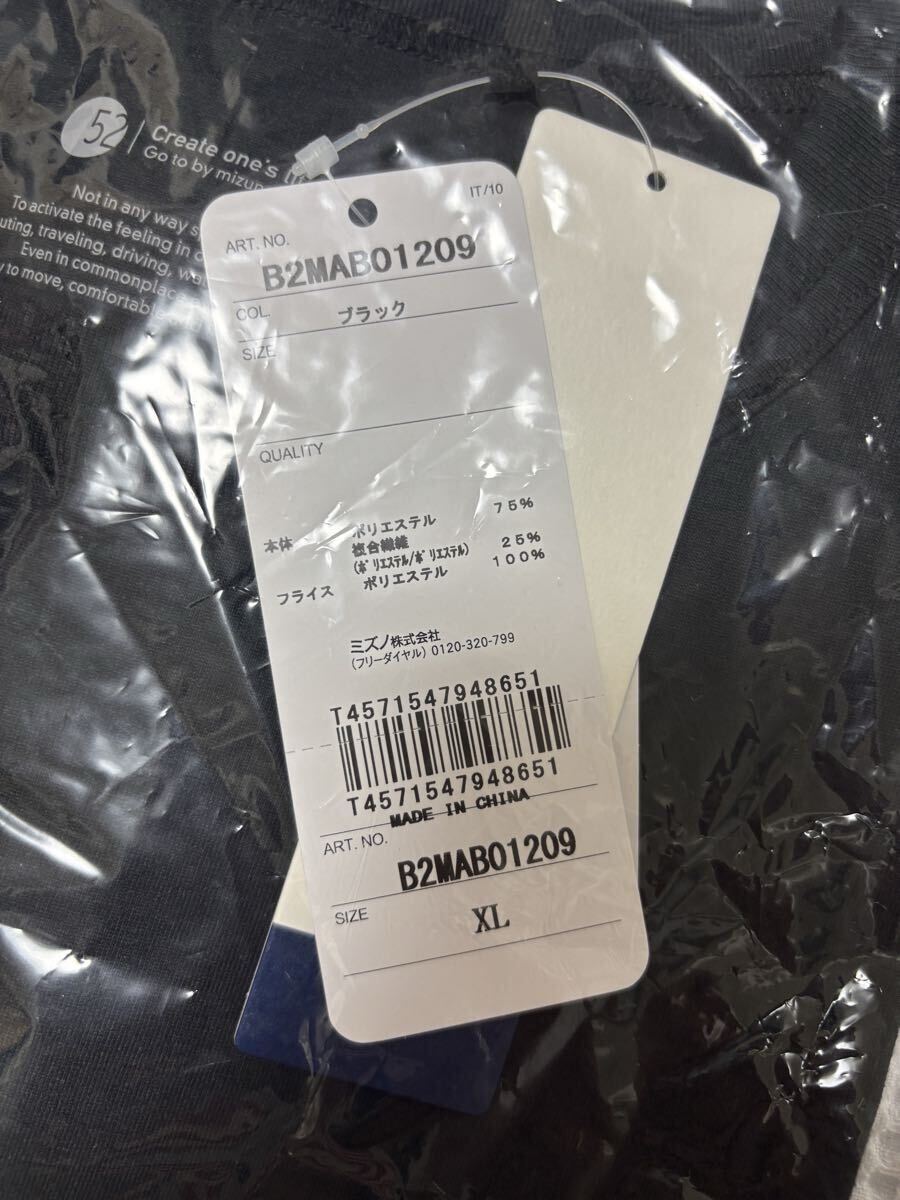 52
Create one's
Go to by mizun
Not in any way
To activate the feeling in
uting, traveling, driving,
Even in commonplace
to move, comfortable
IT/10
ART. NO.
B2MAB01209
COL.
ブラック
SIZE
QUALITY
本体 ポリエステル 75%
複合繊維 25%
(ﾎﾟﾘｴｽﾃﾙ/ﾎﾟﾘｴｽﾃﾙ)
フライス ポリエステル 100%
ミズノ株式会社
(フリーダイヤル) 0120-320-799
T4571547948651
T4571547948651
MADE IN CHINA
ART. NO.
B2MAB01209
SIZE
XL